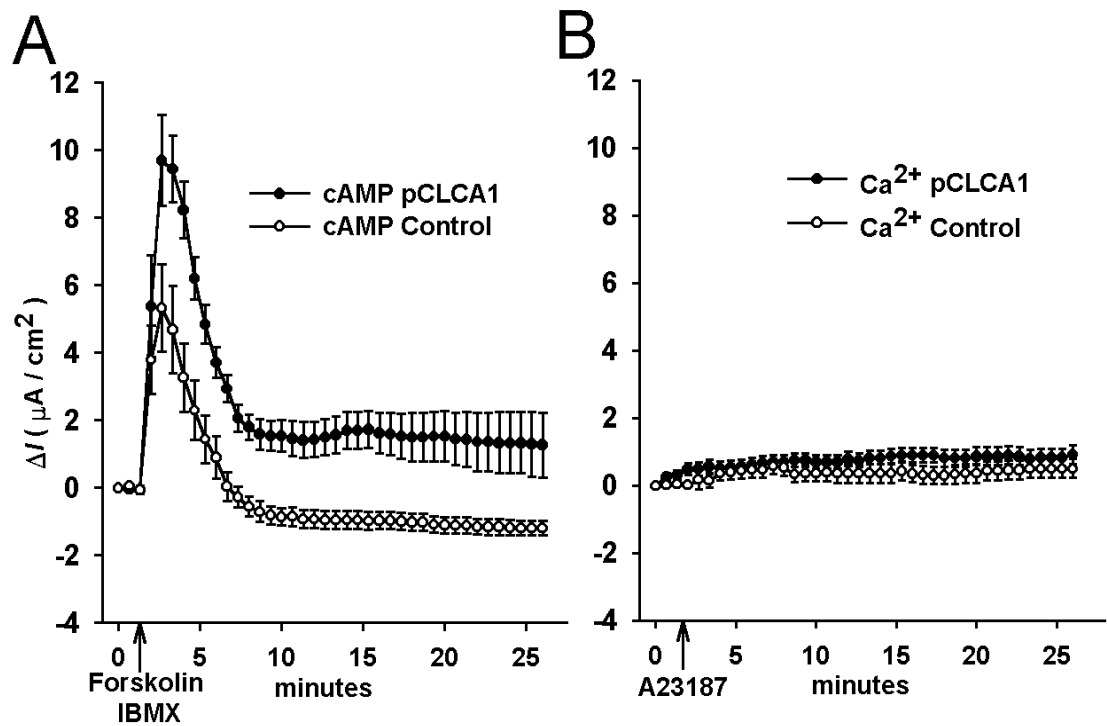 A
12
10
8
6
4
2
0
-2
-4
Δ I ( μA / cm2 )
cAMP pCLCA1
cAMP Control
0 5 10 15 20 25
Forskolin
IBMX
minutes
B
12
10
8
6
4
2
0
-2
-4
Ca2+ pCLCA1
Ca2+ Control
0 5 10 15 20 25
A23187
minutes